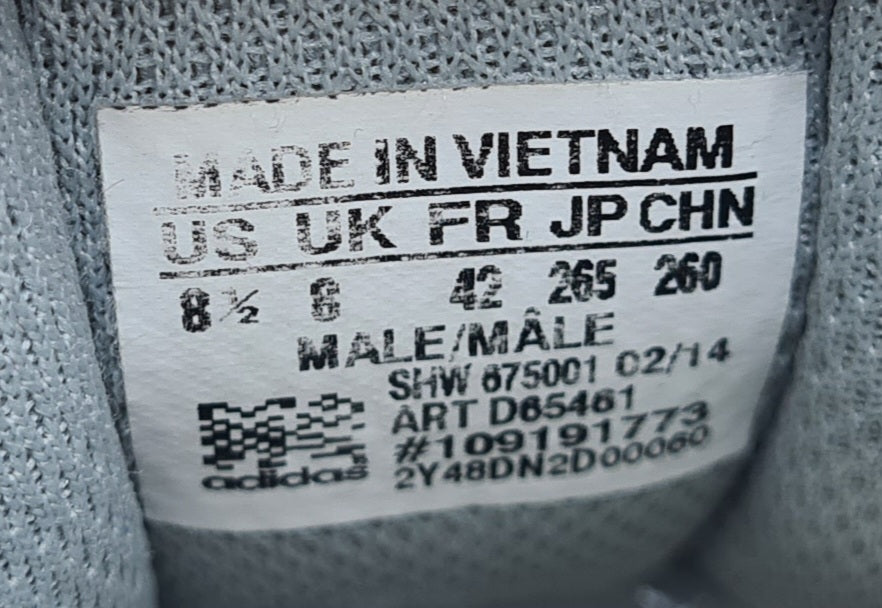 MADE IN VIETNAM
US UK FR JP CHN
8½ 8 42 265 260
MALE/MÂLE
SHW 675001 02/14
ART D65461
#109191773
2Y48DN2D00060
adidas